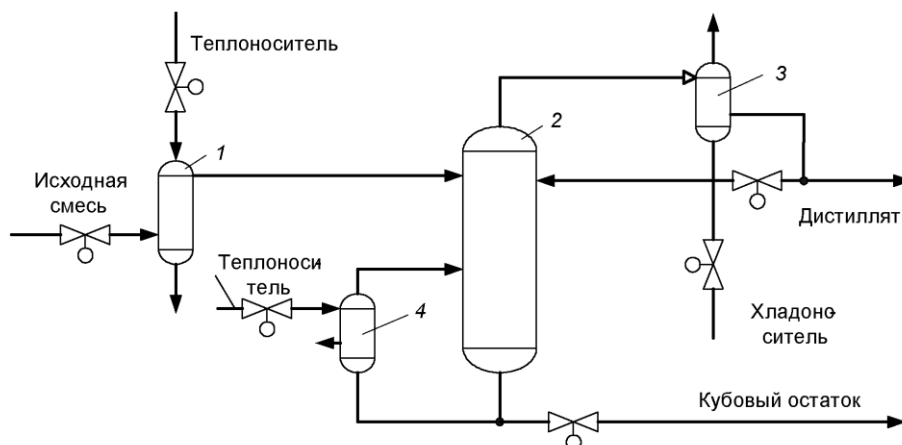 Теплоноситель
3
2
1
Исходная
смесь
Дистиллят
Теплоноси-
тель
4
Хладоно-
ситель
Кубовый остаток